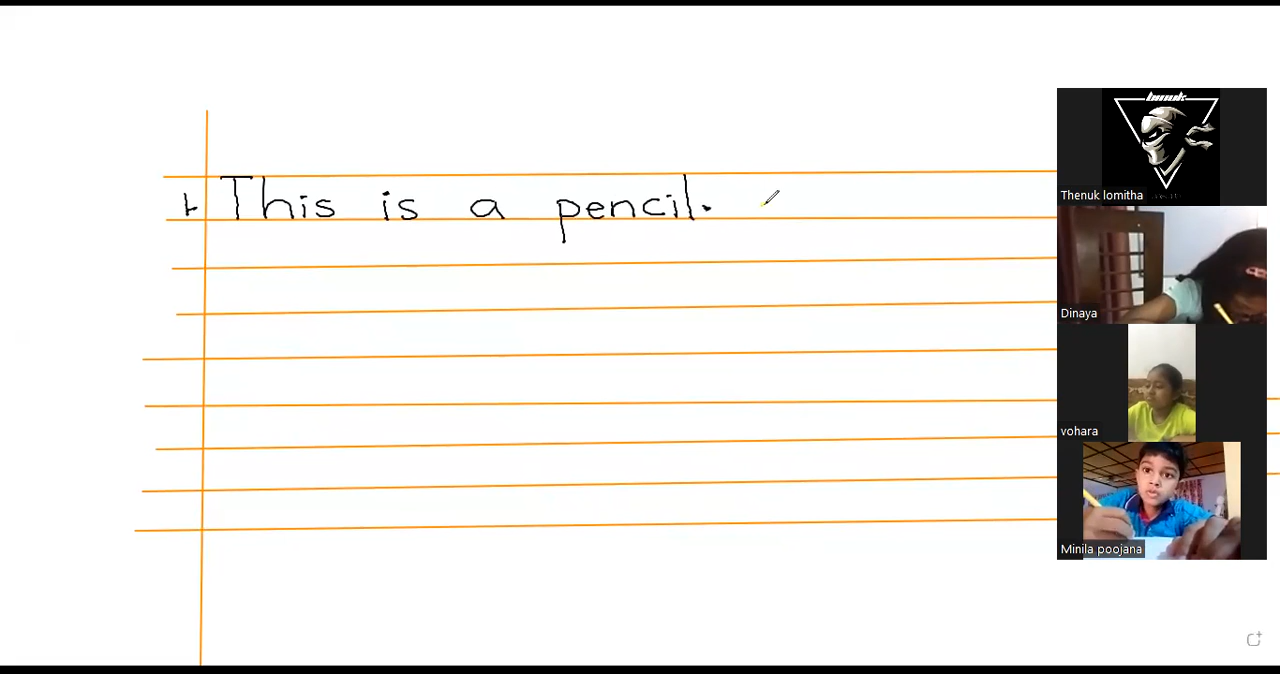 1. This is a pencil.
Thenuk lomitha
Dinaya
vohara
Minila poojana